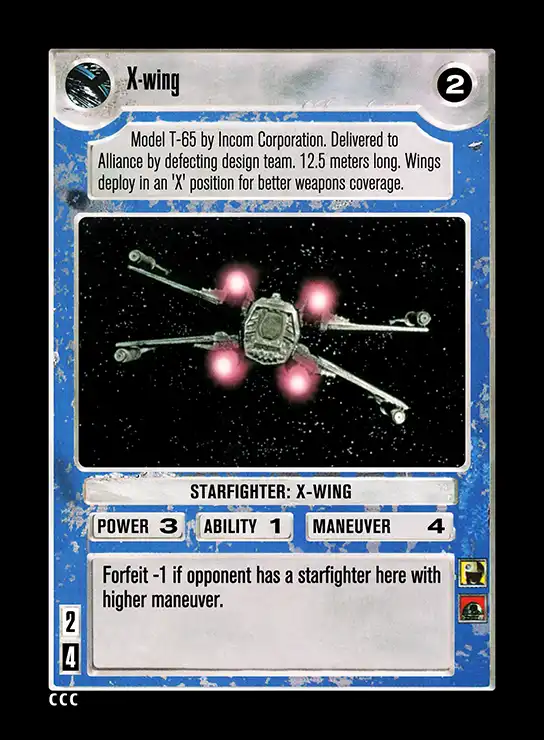 X-wing
2
Model T-65 by Incom Corporation. Delivered to
Alliance by defecting design team. 12.5 meters long. Wings
deploy in an 'X' position for better weapons coverage.
STARFIGHTER: X-WING
POWER 3 ABILITY 1 MANEUVER 4
Forfeit -1 if opponent has a starfighter here with
higher maneuver.
2
4
CCC